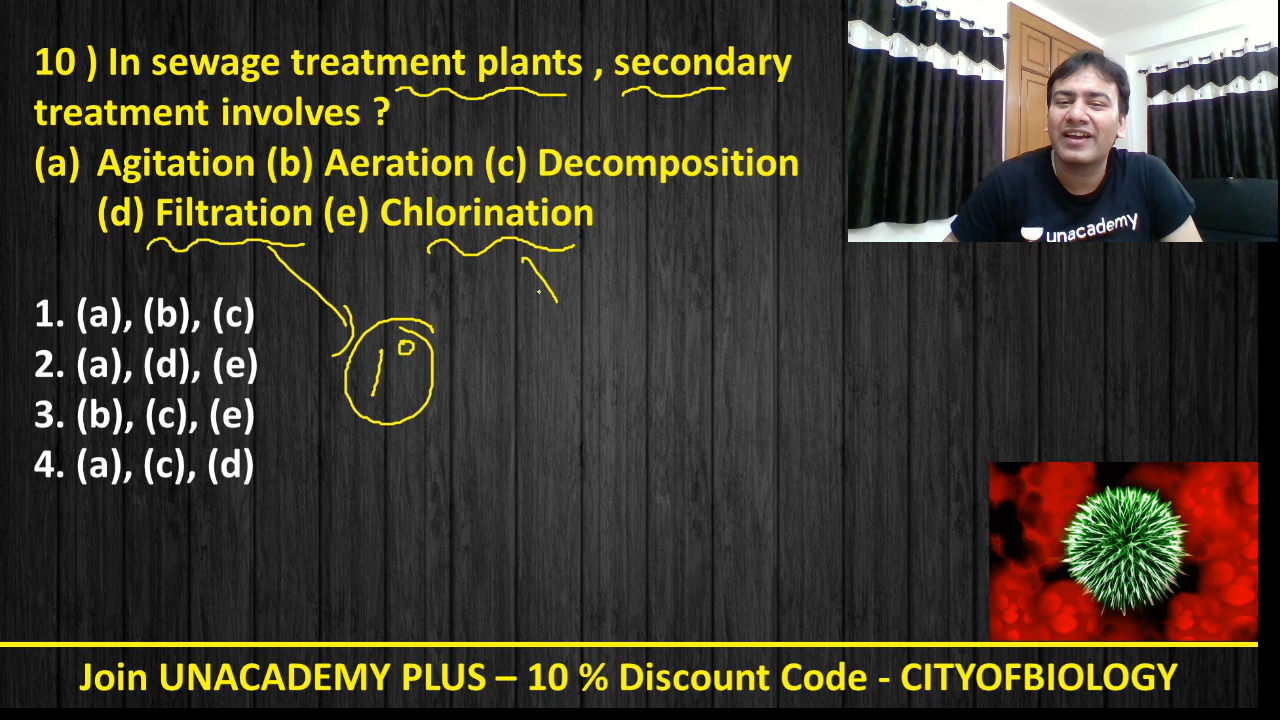 10 ) In sewage treatment plants , secondary
treatment involves ?
(a) Agitation (b) Aeration (c) Decomposition
(d) Filtration (e) Chlorination
1. (a), (b), (c)
2. (a), (d), (e)
3. (b), (c), (e)
4. (a), (c), (d)
1°
unacademy
Join UNACADEMY PLUS – 10 % Discount Code - CITYOFBIOLOGY